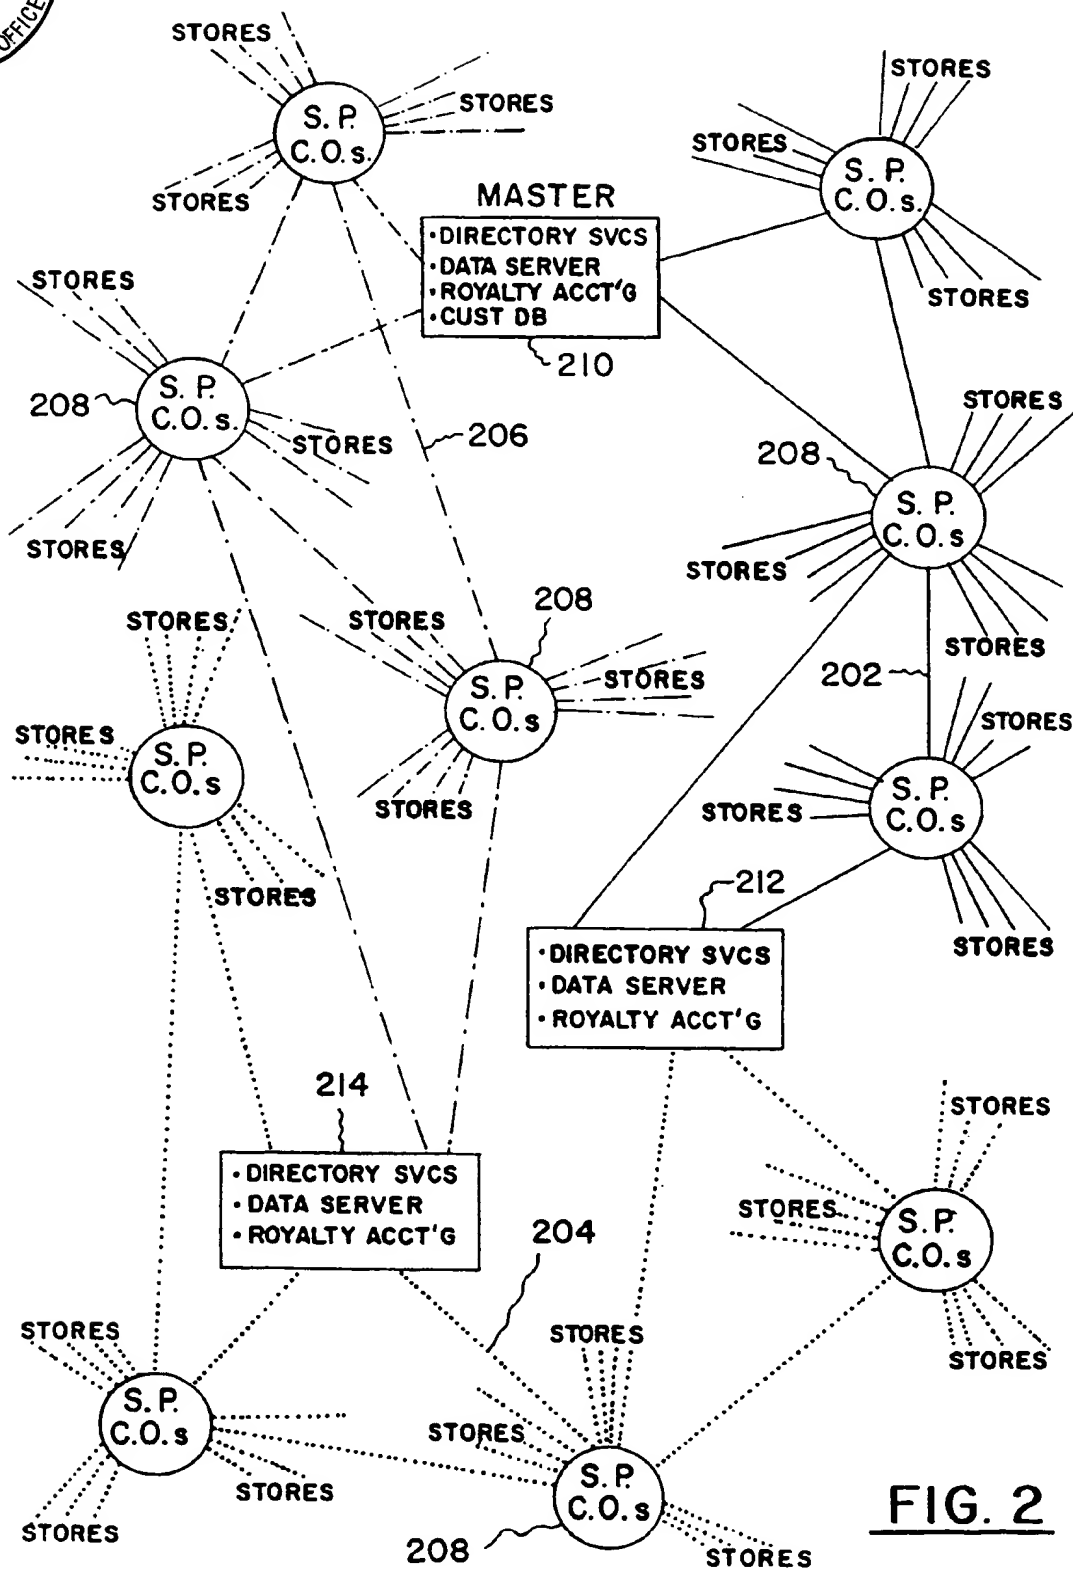 OFFICE
STORES
STORES
STORES
S. P.
C. O. s.
STORES
STORES
S. P.
C. O. s.
STORES
STORES
MASTER
• DIRECTORY SVCS
• DATA SERVER
• ROYALTY ACCT'G
• CUST DB
210
STORES
208
S. P.
C. O. s.
STORES
STORES
206
STORES
208
S. P.
C. O. s
STORES
STORES
202
STORES
208
STORES
S. P.
C. O. s
STORES
STORES
STORES
STORES
S. P.
C. O. s
STORES
STORES
S. P.
C. O. s
STORES
STORES
212
• DIRECTORY SVCS
• DATA SERVER
• ROYALTY ACCT'G
214
• DIRECTORY SVCS
• DATA SERVER
• ROYALTY ACCT'G
204
STORES
STORES
S. P.
C. O. s
STORES
STORES
S. P.
C. O. s
STORES
STORES
STORES
STORES
S. P.
C. O. s
208
STORES
FIG. 2